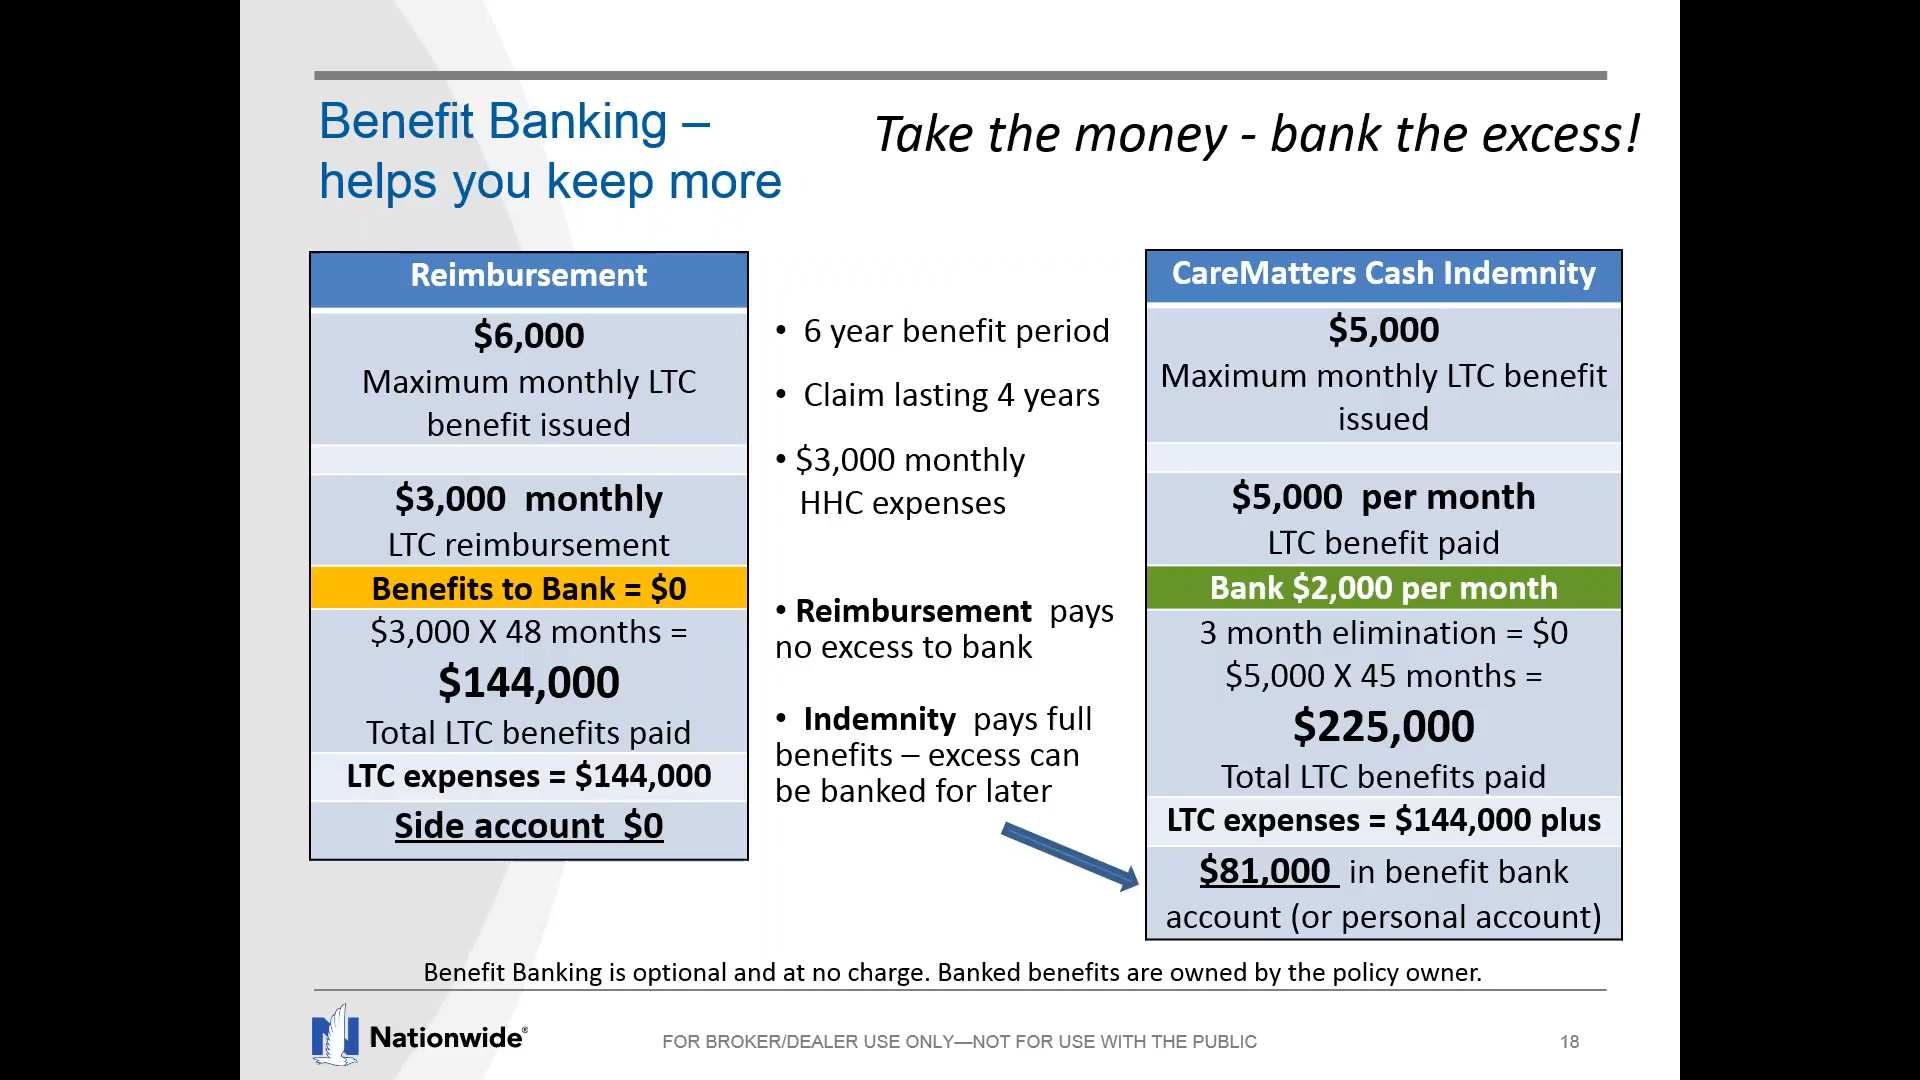 Benefit Banking –
helps you keep more
Take the money - bank the excess!
Reimbursement
$6,000
Maximum monthly LTC
benefit issued
$3,000 monthly
LTC reimbursement
Benefits to Bank = $0
$3,000 X 48 months =
$144,000
Total LTC benefits paid
LTC expenses = $144,000
Side account $0
• 6 year benefit period
• Claim lasting 4 years
• $3,000 monthly
HHC expenses
• Reimbursement pays
no excess to bank
• Indemnity pays full
benefits – excess can
be banked for later
CareMatters Cash Indemnity
$5,000
Maximum monthly LTC benefit
issued
$5,000 per month
LTC benefit paid
Bank $2,000 per month
3 month elimination = $0
$5,000 X 45 months =
$225,000
Total LTC benefits paid
LTC expenses = $144,000 plus
$81,000 in benefit bank
account (or personal account)
Benefit Banking is optional and at no charge. Banked benefits are owned by the policy owner.
Nationwide®
FOR BROKER/DEALER USE ONLY—NOT FOR USE WITH THE PUBLIC
18